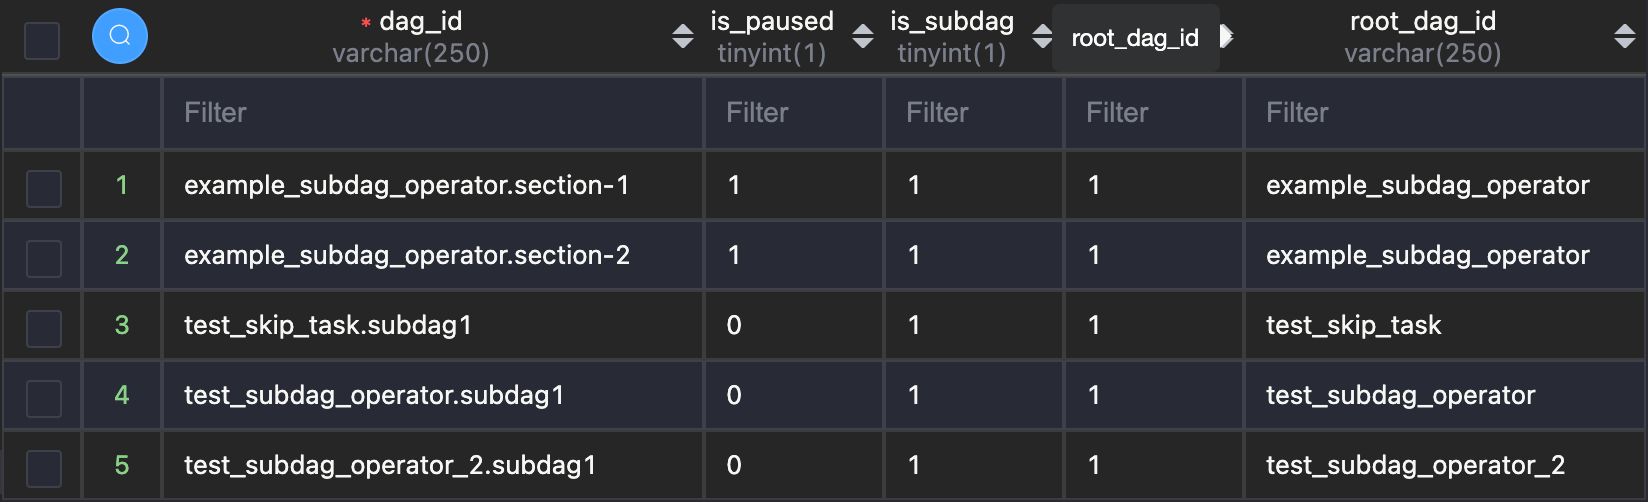 * dag_id is_paused is_subdag root_dag_id root_dag_id
varchar(250) tinyint(1) tinyint(1) varchar(250)
Filter Filter Filter Filter Filter
1 example_subdag_operator.section-1 1 1 1 example_subdag_operator
2 example_subdag_operator.section-2 1 1 1 example_subdag_operator
3 test_skip_task.subdag1 0 1 1 test_skip_task
4 test_subdag_operator.subdag1 0 1 1 test_subdag_operator
5 test_subdag_operator_2.subdag1 0 1 1 test_subdag_operator_2